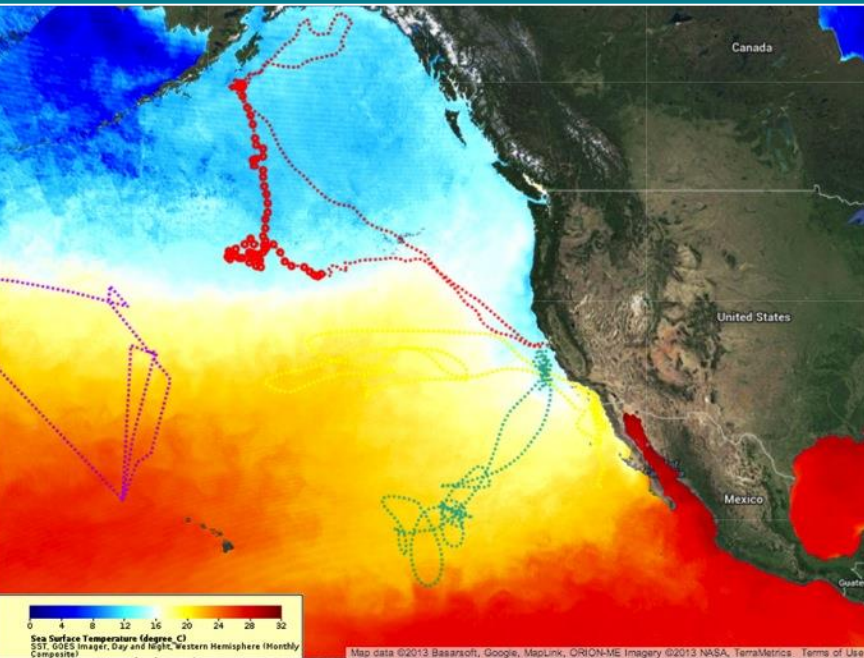 Canada
United States
Mexico
Guate
0 4 8 12 16 20 24 28 32
Sea Surface Temperature (degree_C)
SST, GOES Imager, Day and Night, Western Hemisphere (Monthly
Composite)
Map data ©2013 Basarsoft, Google, MapLink, ORION-ME Imagery ©2013 NASA, TerraMetrics Terms of Use